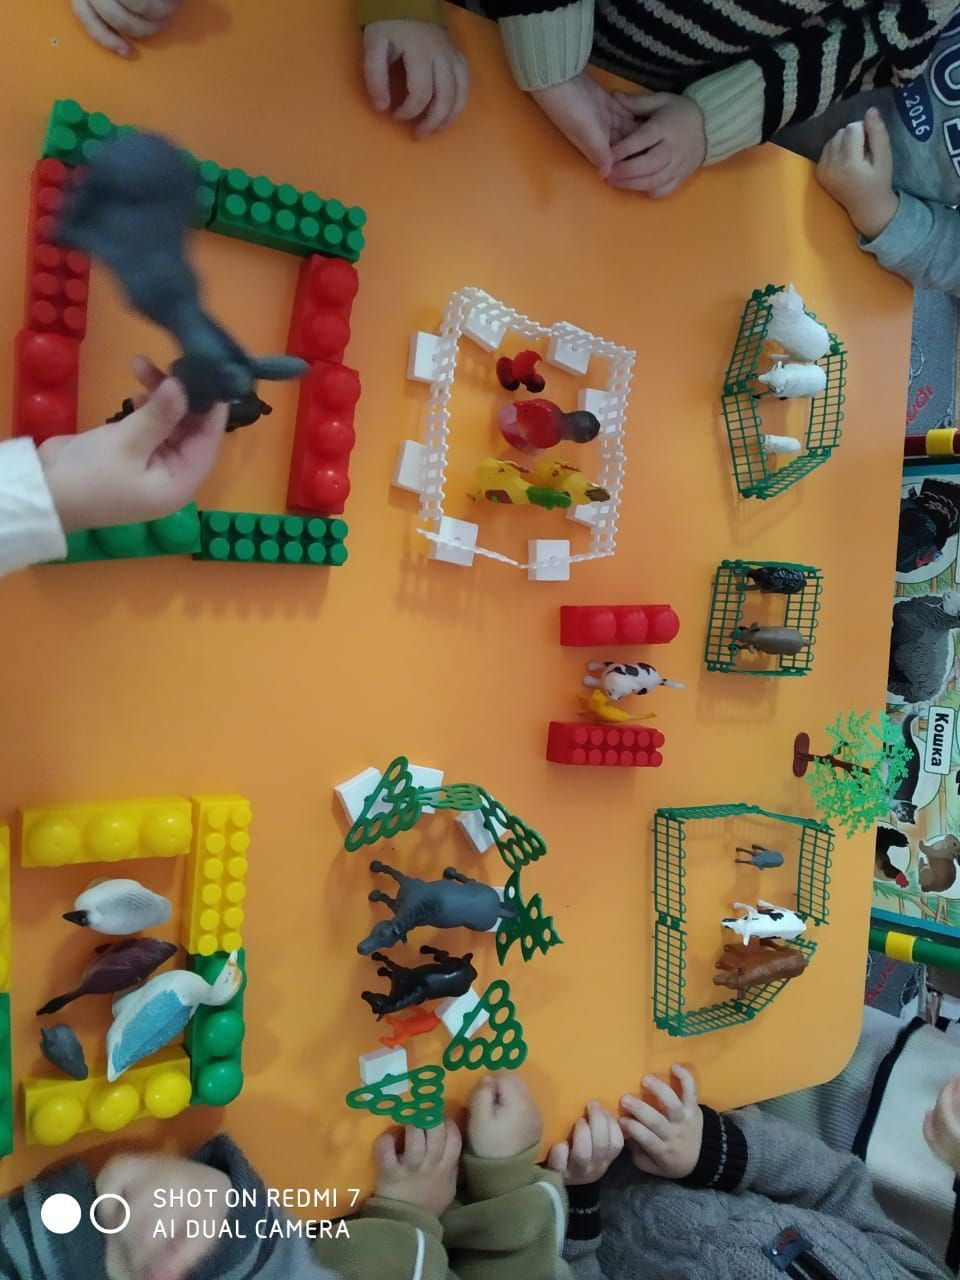 .2016
Кошка
SHOT ON REDMI 7
AI DUAL CAMERA